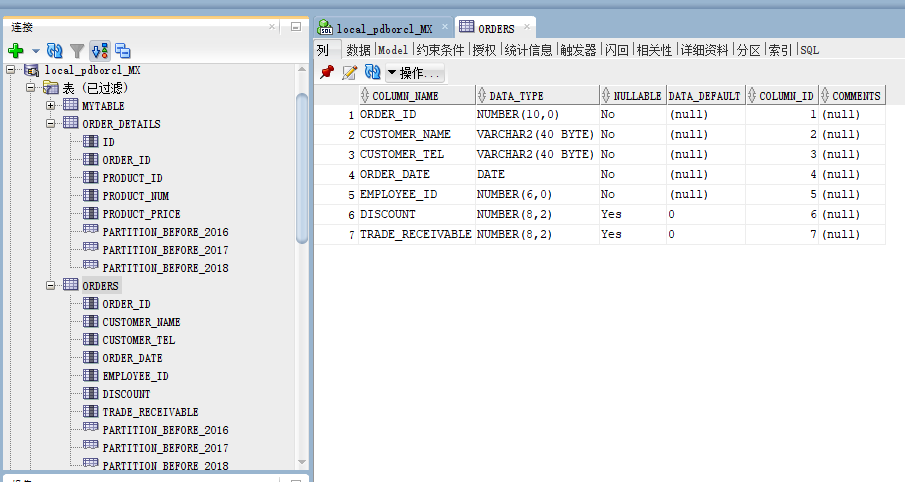 连接
local_pdborcl_MX
表 (已过滤)
MYTABLE
ORDER_DETAILS
ID
ORDER_ID
PRODUCT_ID
PRODUCT_NUM
PRODUCT_PRICE
PARTITION_BEFORE_2016
PARTITION_BEFORE_2017
PARTITION_BEFORE_2018
ORDERS
ORDER_ID
CUSTOMER_NAME
CUSTOMER_TEL
ORDER_DATE
EMPLOYEE_ID
DISCOUNT
TRADE_RECEIVABLE
PARTITION_BEFORE_2016
PARTITION_BEFORE_2017
PARTITION_BEFORE_2018
local_pdborcl_MX ORDERS
列 数据 Model 约束条件 授权 统计信息 触发器 闪回 相关性 详细资料 分区 索引 SQL
操作...
COLUMN_NAME DATA_TYPE NULLABLE DATA_DEFAULT COLUMN_ID COMMENTS
1 ORDER_ID NUMBER(10,0) No (null) 1 (null)
2 CUSTOMER_NAME VARCHAR2(40 BYTE) No (null) 2 (null)
3 CUSTOMER_TEL VARCHAR2(40 BYTE) No (null) 3 (null)
4 ORDER_DATE DATE No (null) 4 (null)
5 EMPLOYEE_ID NUMBER(6,0) No (null) 5 (null)
6 DISCOUNT NUMBER(8,2) Yes 0 6 (null)
7 TRADE_RECEIVABLE NUMBER(8,2) Yes 0 7 (null)